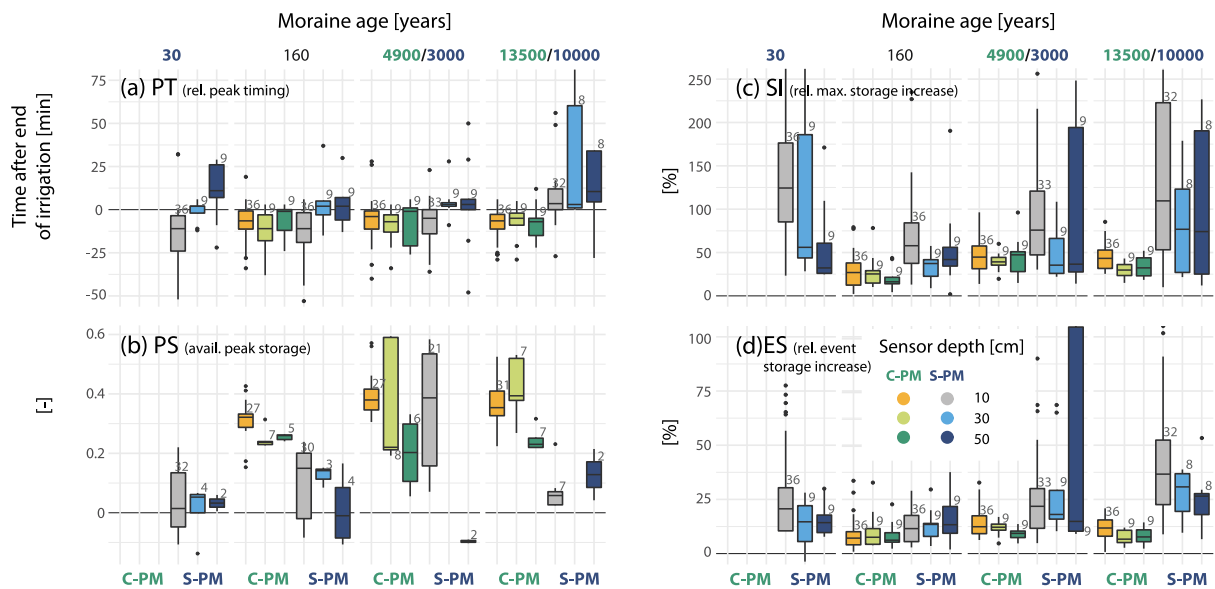 Moraine age [years]
30 160 4900/3000 13500/10000
Time after end
of irrigation [min]
(a) PT (rel. peak timing)
75
50
25
0
-25
-50
36 9 9 36 9 9 36 9 9 36 9 9 33 9 9 36 9 9 32 8 8
[-]
(b) PS (avail. peak storage)
0.6
0.4
0.2
0
32 4 2 27 7 5 30 3 4 27 8 6 21 2 31 7 7 7 2
C-PM S-PM C-PM S-PM C-PM S-PM C-PM S-PM
Moraine age [years]
30 160 4900/3000 13500/10000
[%]
(c) SI (rel. max. storage increase)
250
200
150
100
50
0
36 9 9 36 9 9 36 9 9 36 9 9 33 9 9 36 9 9 32 8 8
[%]
(d)ES (rel. event
storage increase)
100
75
50
25
0
Sensor depth [cm]
C-PM S-PM
10
30
50
36 9 9 36 9 9 36 9 9 36 9 9 33 9 9 36 9 9 32 8 8
C-PM S-PM C-PM S-PM C-PM S-PM C-PM S-PM